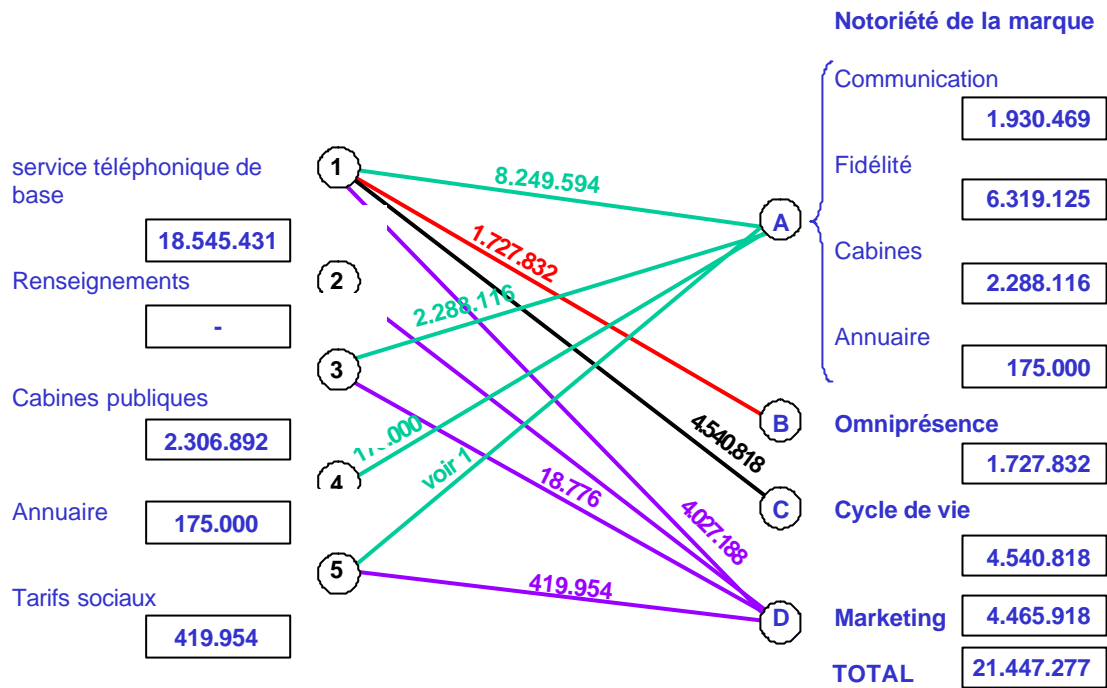 Notoriété de la marque
Communication
1.930.469
service téléphonique de
base
18.545.431
1
8.249.594
A
Fidélité
6.319.125
Renseignements
-
2
1.727.832
Cabines
2.288.116
2.288.116
Cabines publiques
2.306.892
3
Annuaire
175.000
B
Omniprésence
1.727.832
Annuaire
175.000
4
voir 1
18.776
4.540.818
4.027.188
C
Cycle de vie
4.540.818
Tarifs sociaux
419.954
5
419.954
D
Marketing
4.465.918
TOTAL
21.447.277